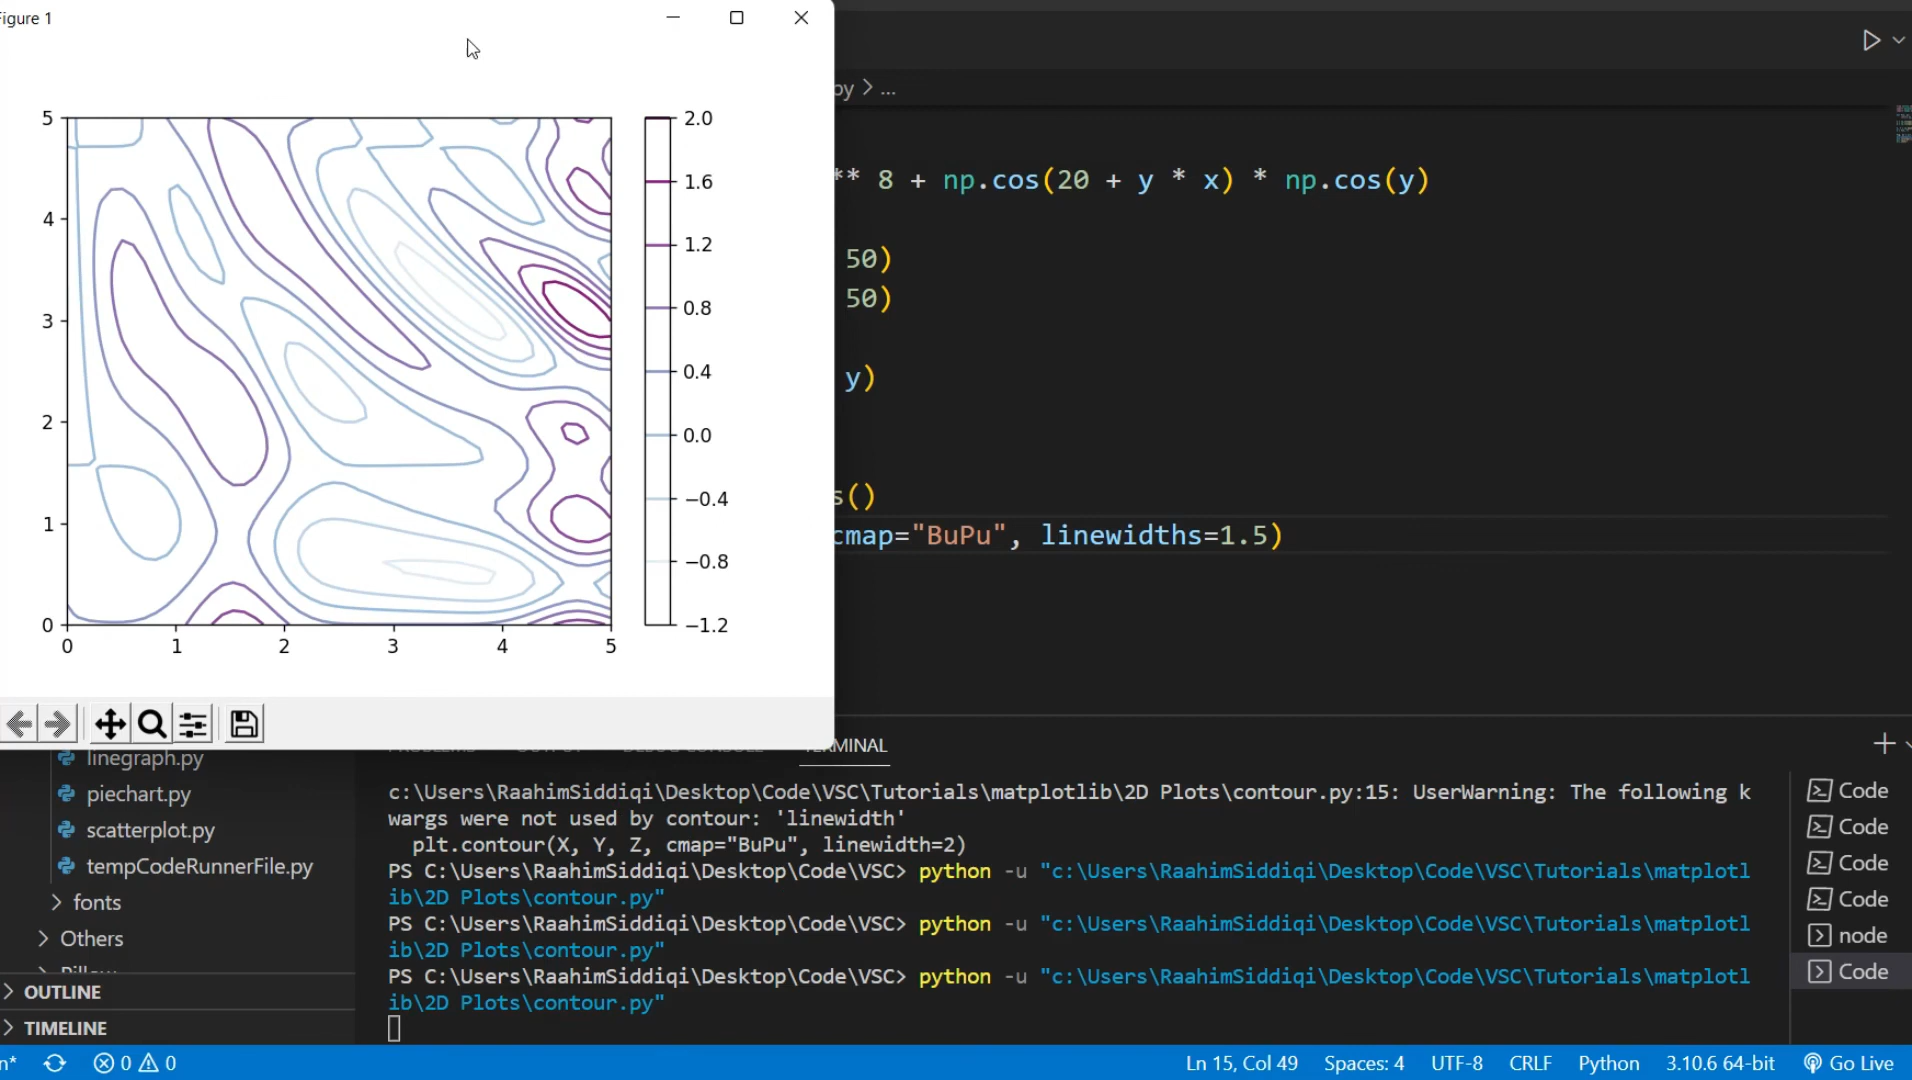 Figure 1
5
4
3
2
1
0
0 1 2 3 4 5
2.0
1.6
1.2
0.8
0.4
0.0
−0.4
−0.8
−1.2
py > ...
** 8 + np.cos(20 + y * x) * np.cos(y)
50)
50)
y)
s()
cmap="BuPu", linewidths=1.5)
linegraph.py
piechart.py
scatterplot.py
tempCodeRunnerFile.py
fonts
Others
Pillow
OUTLINE
TIMELINE
TERMINAL
c:\Users\RaahimSiddiqi\Desktop\Code\VSC\Tutorials\matplotlib\2D Plots\contour.py:15: UserWarning: The following k
wargs were not used by contour: 'linewidth'
plt.contour(X, Y, Z, cmap="BuPu", linewidth=2)
PS C:\Users\RaahimSiddiqi\Desktop\Code\VSC> python -u "c:\Users\RaahimSiddiqi\Desktop\Code\VSC\Tutorials\matplotl
ib\2D Plots\contour.py"
PS C:\Users\RaahimSiddiqi\Desktop\Code\VSC> python -u "c:\Users\RaahimSiddiqi\Desktop\Code\VSC\Tutorials\matplotl
ib\2D Plots\contour.py"
PS C:\Users\RaahimSiddiqi\Desktop\Code\VSC> python -u "c:\Users\RaahimSiddiqi\Desktop\Code\VSC\Tutorials\matplotl
ib\2D Plots\contour.py"
Code
Code
Code
Code
node
Code
n* 0 0 Ln 15, Col 49 Spaces: 4 UTF-8 CRLF Python 3.10.6 64-bit Go Live